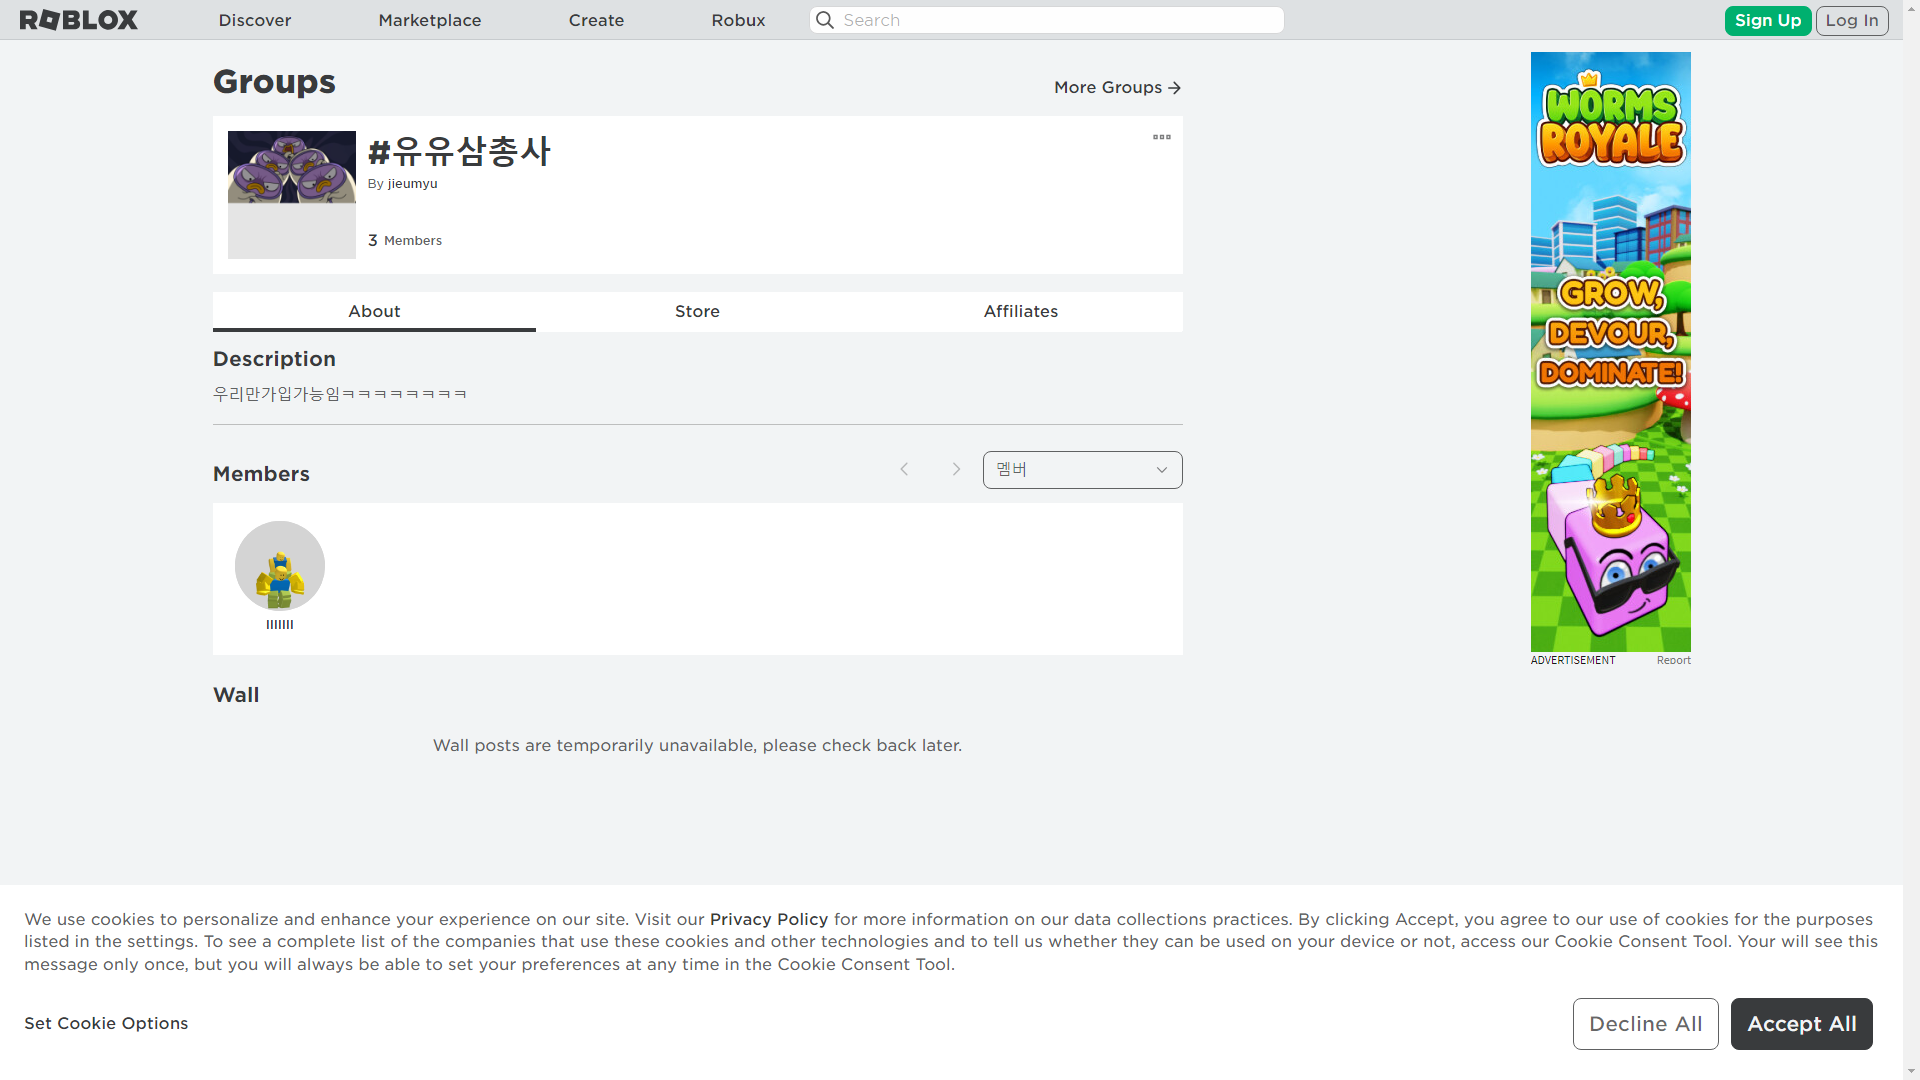 ROBLOX
Discover
Marketplace
Create
Robux
Search
Sign Up
Log In
Groups
More Groups
#유유삼총사
By jieumyu
3 Members
About
Store
Affiliates
Description
우리만가입가능임ㅋㅋㅋㅋㅋㅋㅋㅋ
Members
멤버
lllllll
Wall
Wall posts are temporarily unavailable, please check back later.
WORMS
ROYALE
GROW,
DEVOUR,
DOMINATE!
ADVERTISEMENT
Report
We use cookies to personalize and enhance your experience on our site. Visit our Privacy Policy for more information on our data collections practices. By clicking Accept, you agree to our use of cookies for the purposes
listed in the settings. To see a complete list of the companies that use these cookies and other technologies and to tell us whether they can be used on your device or not, access our Cookie Consent Tool. Your will see this
message only once, but you will always be able to set your preferences at any time in the Cookie Consent Tool.
Set Cookie Options
Decline All
Accept All